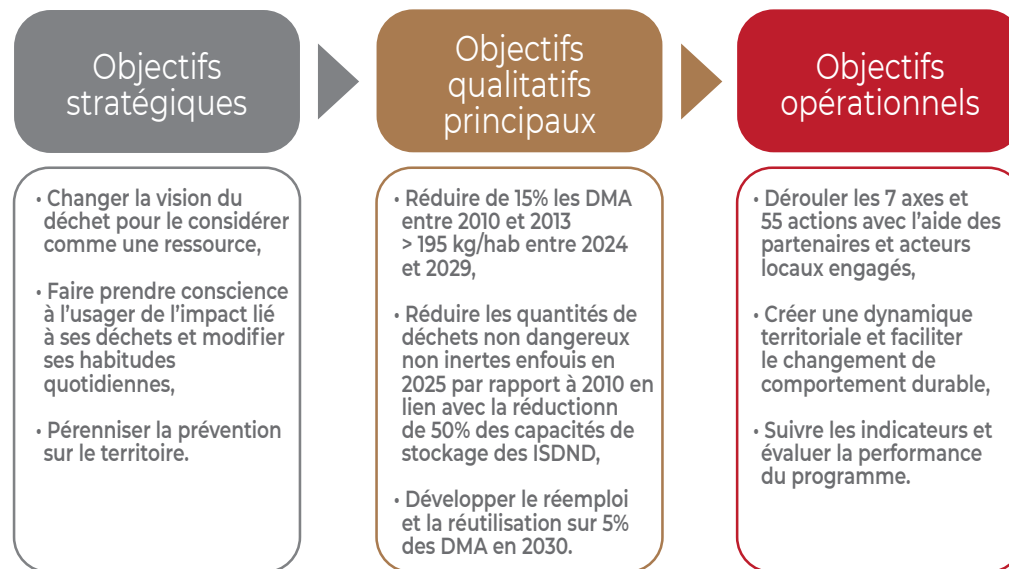 Objectifs
stratégiques
Objectifs
qualitatifs
principaux
Objectifs
opérationnels
• Changer la vision du
déchet pour le considérer
comme une ressource,
• Faire prendre conscience
à l’usager de l’impact lié
à ses déchets et modifier
ses habitudes
quotidiennes,
• Pérenniser la prévention
sur le territoire.
• Réduire de 15% les DMA
entre 2010 et 2013
> 195 kg/hab entre 2024
et 2029,
• Réduire les quantités de
déchets non dangereux
non inertes enfouis en
2025 par rapport à 2010 en
lien avec la réductionn
de 50% des capacités de
stockage des ISDND,
• Développer le réemploi
et la réutilisation sur 5%
des DMA en 2030.
• Dérouler les 7 axes et
55 actions avec l’aide des
partenaires et acteurs
locaux engagés,
• Créer une dynamique
territoriale et faciliter
le changement de
comportement durable,
• Suivre les indicateurs et
évaluer la performance
du programme.